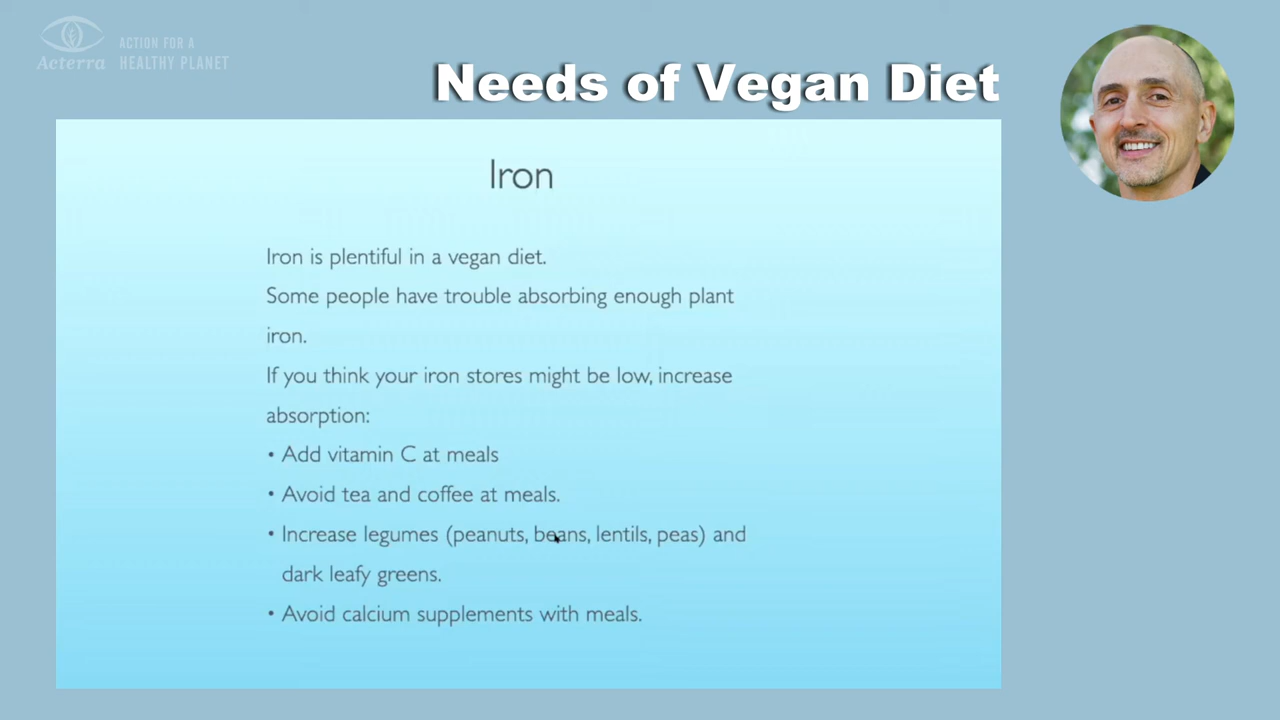 Acterra
ACTION FOR A
HEALTHY PLANET
Needs of Vegan Diet
Iron
Iron is plentiful in a vegan diet.
Some people have trouble absorbing enough plant
iron.
If you think your iron stores might be low, increase
absorption:
• Add vitamin C at meals
• Avoid tea and coffee at meals.
• Increase legumes (peanuts, beans, lentils, peas) and
dark leafy greens.
• Avoid calcium supplements with meals.